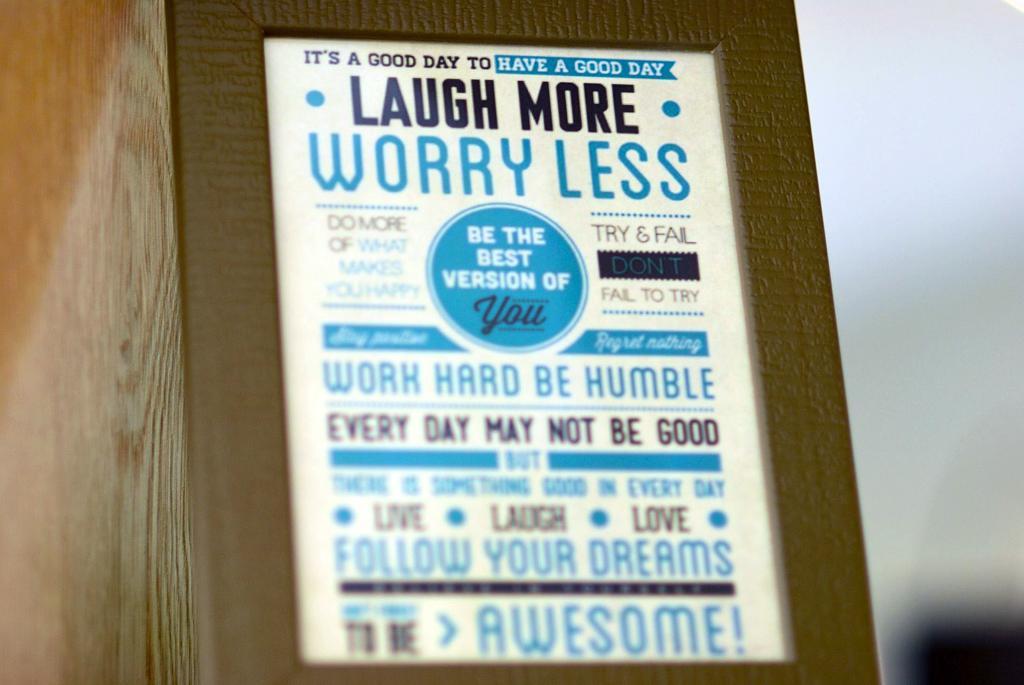 IT'S A GOOD DAY TO HAVE A GOOD DAY
LAUGH MORE
WORRY LESS
DO MORE
OF WHAT
MAKES
YOU HAPPY
BE THE
BEST
VERSION OF
You
TRY & FAIL
DON'T
FAIL TO TRY
Stay positive
Regret nothing
WORK HARD BE HUMBLE
EVERY DAY MAY NOT BE GOOD
BUT
THERE IS SOMETHING GOOD IN EVERY DAY
LIVE LAUGH LOVE
FOLLOW YOUR DREAMS
TO BE > AWESOME!